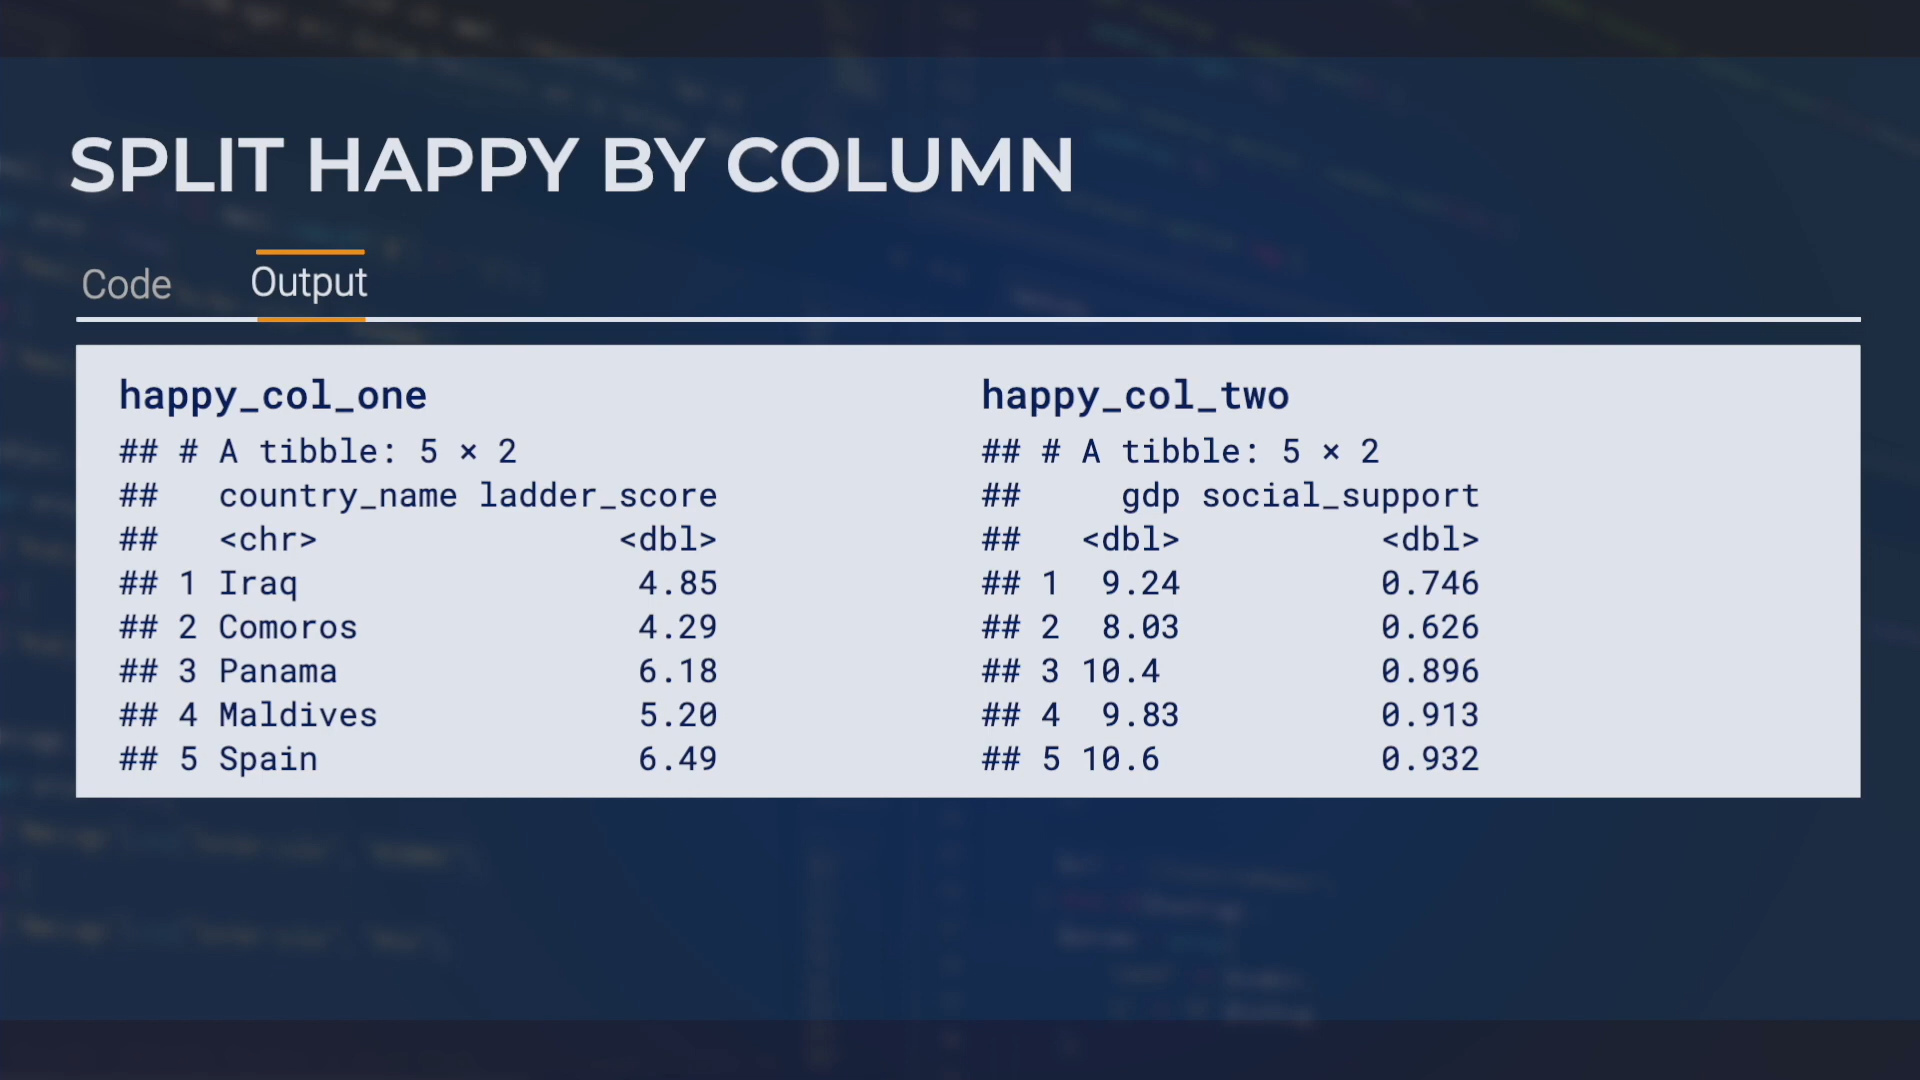 SPLIT HAPPY BY COLUMN
Code Output
happy_col_one
## # A tibble: 5 × 2
##   country_name ladder_score
##   <chr>               <dbl>
## 1 Iraq                 4.85
## 2 Comoros              4.29
## 3 Panama               6.18
## 4 Maldives             5.20
## 5 Spain                6.49
happy_col_two
## # A tibble: 5 × 2
##     gdp social_support
##   <dbl>          <dbl>
## 1  9.24          0.746
## 2  8.03          0.626
## 3 10.4           0.896
## 4  9.83          0.913
## 5 10.6           0.932